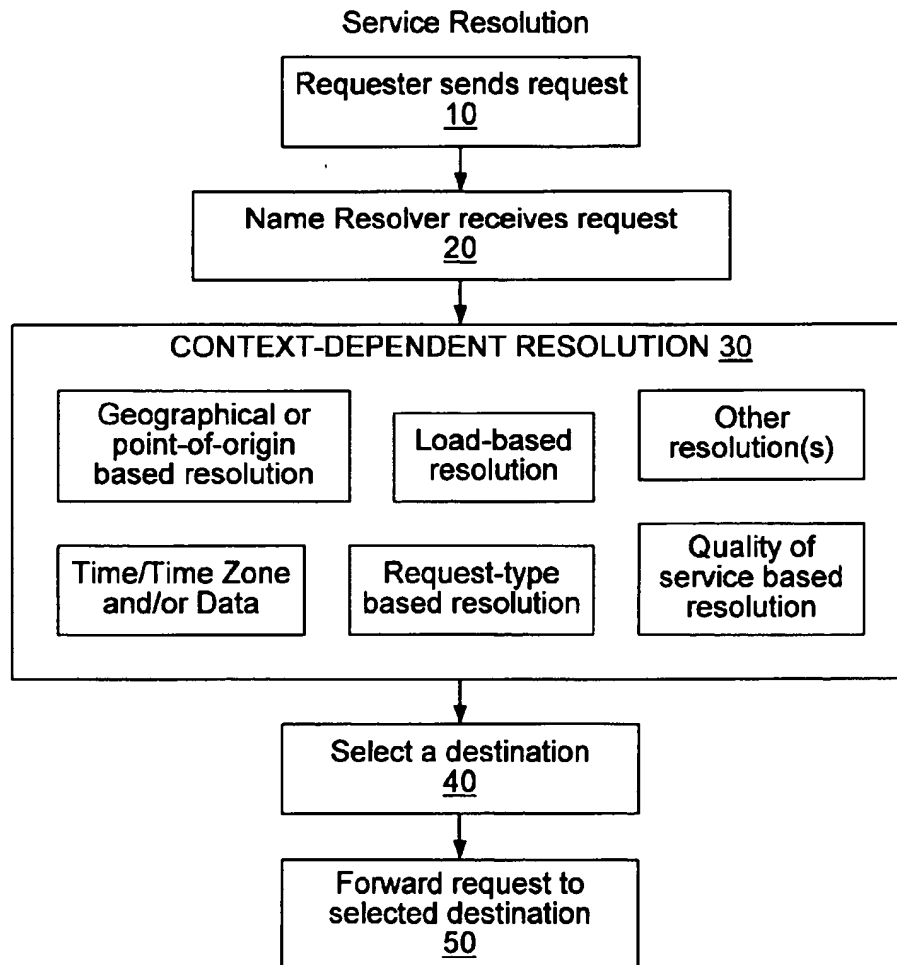 Service Resolution
Requester sends request
10
Name Resolver receives request
20
CONTEXT-DEPENDENT RESOLUTION 30
Geographical or
point-of-origin
based resolution
Load-based
resolution
Other
resolution(s)
Time/Time Zone
and/or Data
Request-type
based resolution
Quality of
service based
resolution
Select a destination
40
Forward request to
selected destination
50